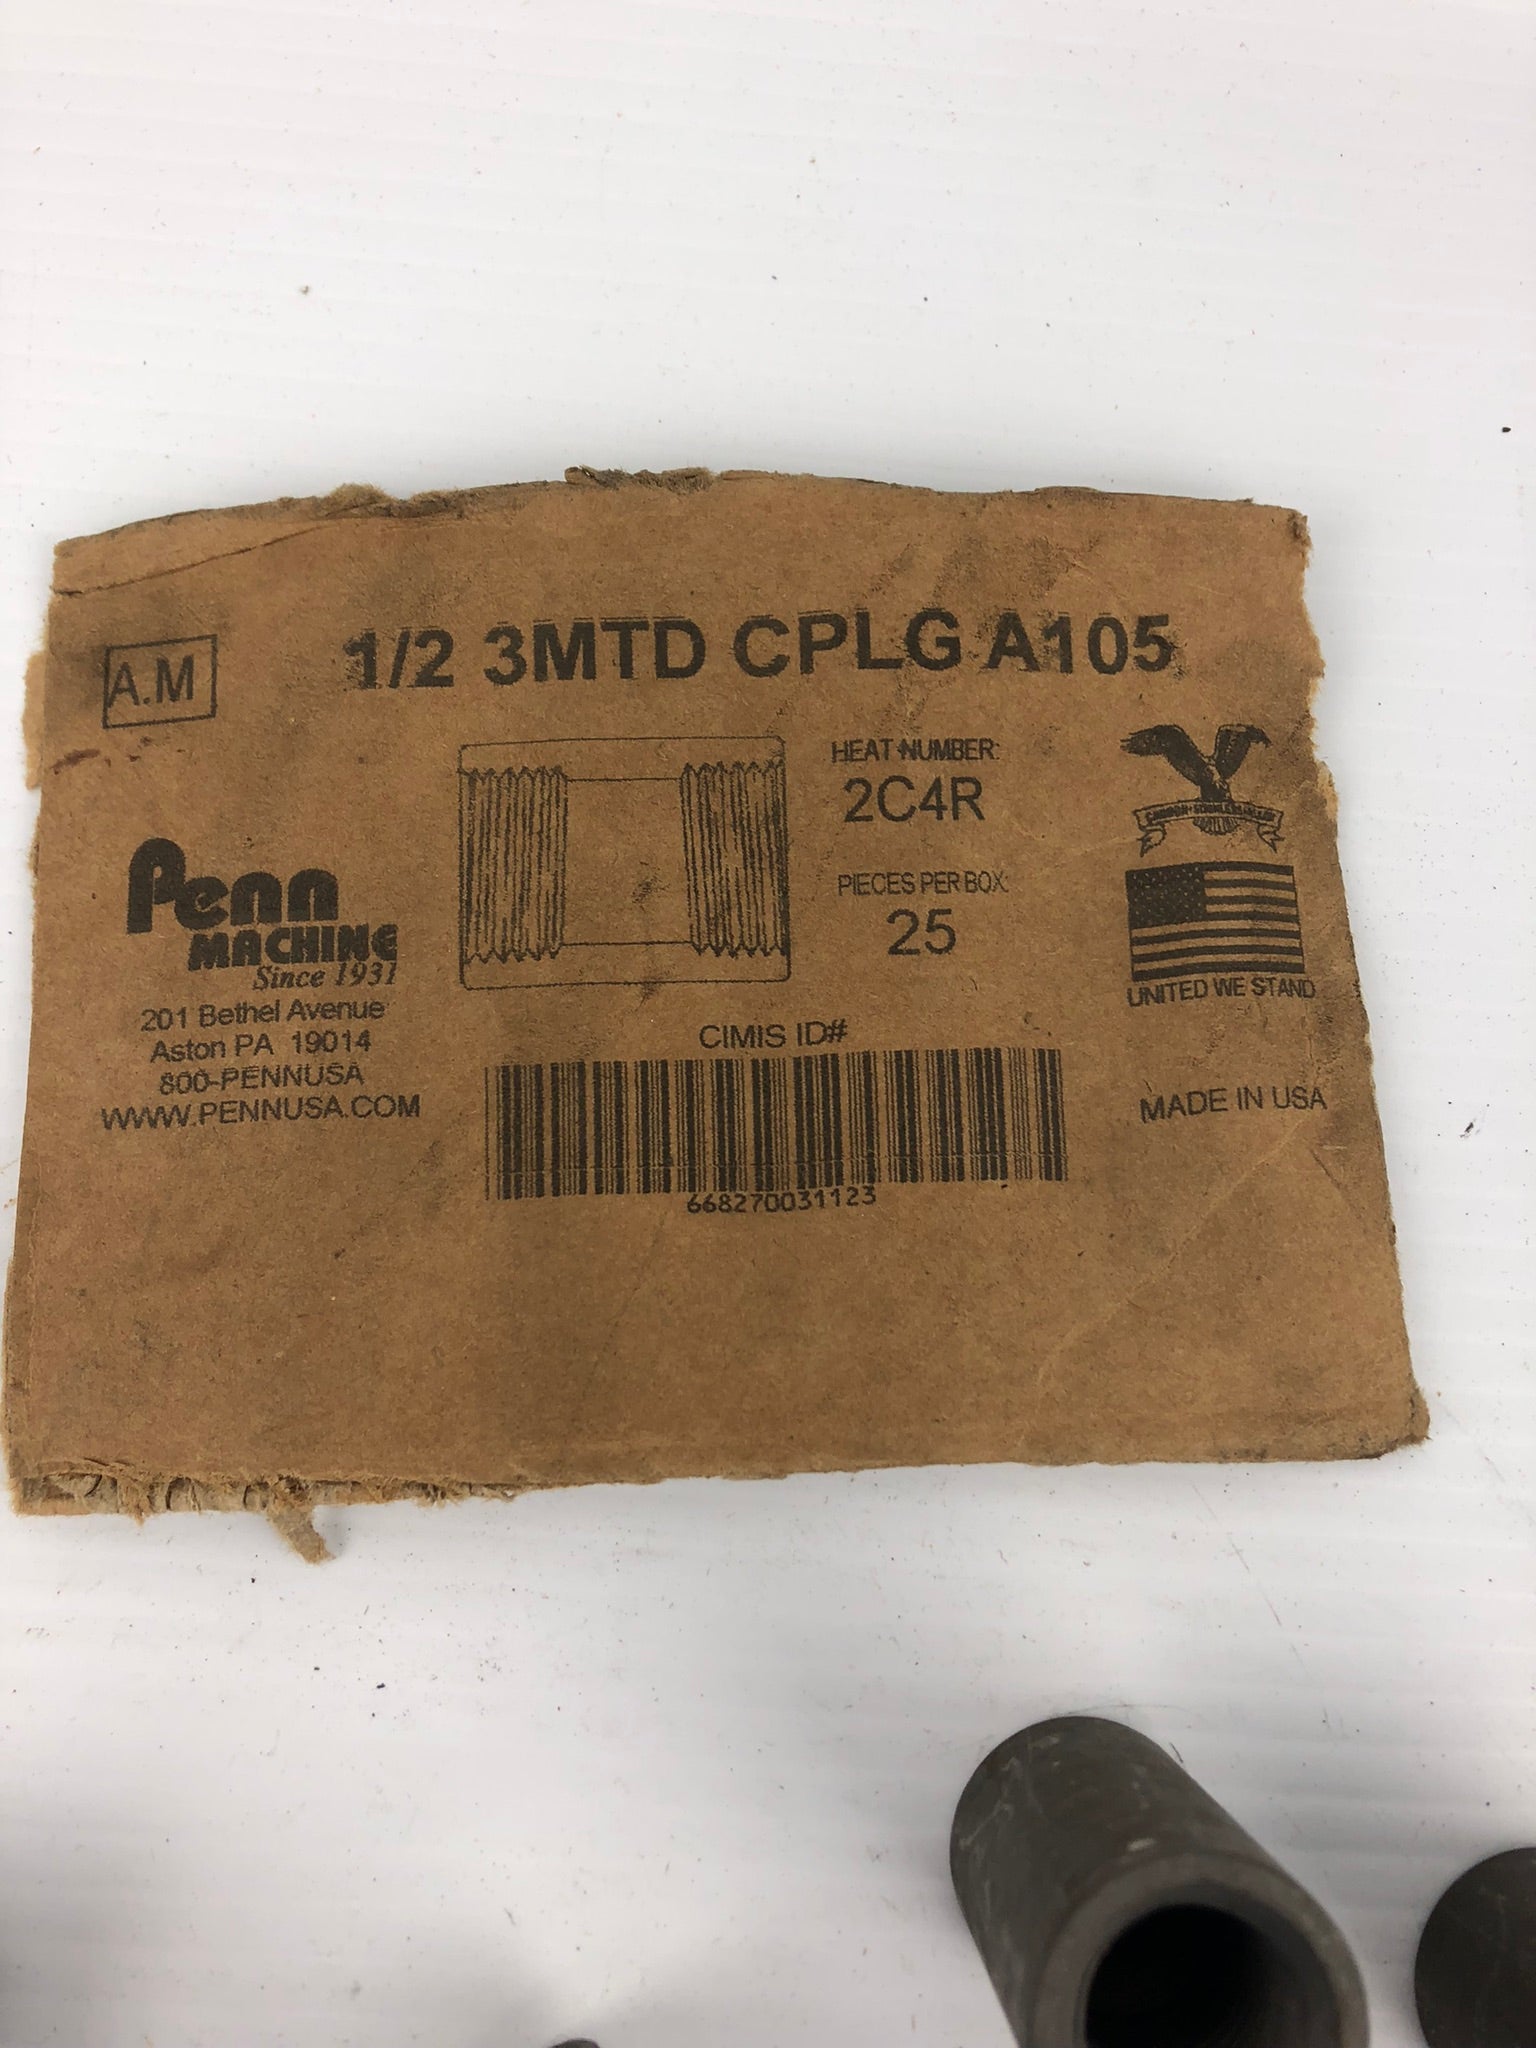 1/2 3MTD CPLG A105
A.M
HEAT NUMBER:
2C4R
PIECES PER BOX:
25
Penn
MACHINE
Since 1931
201 Bethel Avenue
Aston PA 19014
800-PENNUSA
WWW.PENNUSA.COM
CIMIS ID#
668270031123
UNITED WE STAND
MADE IN USA